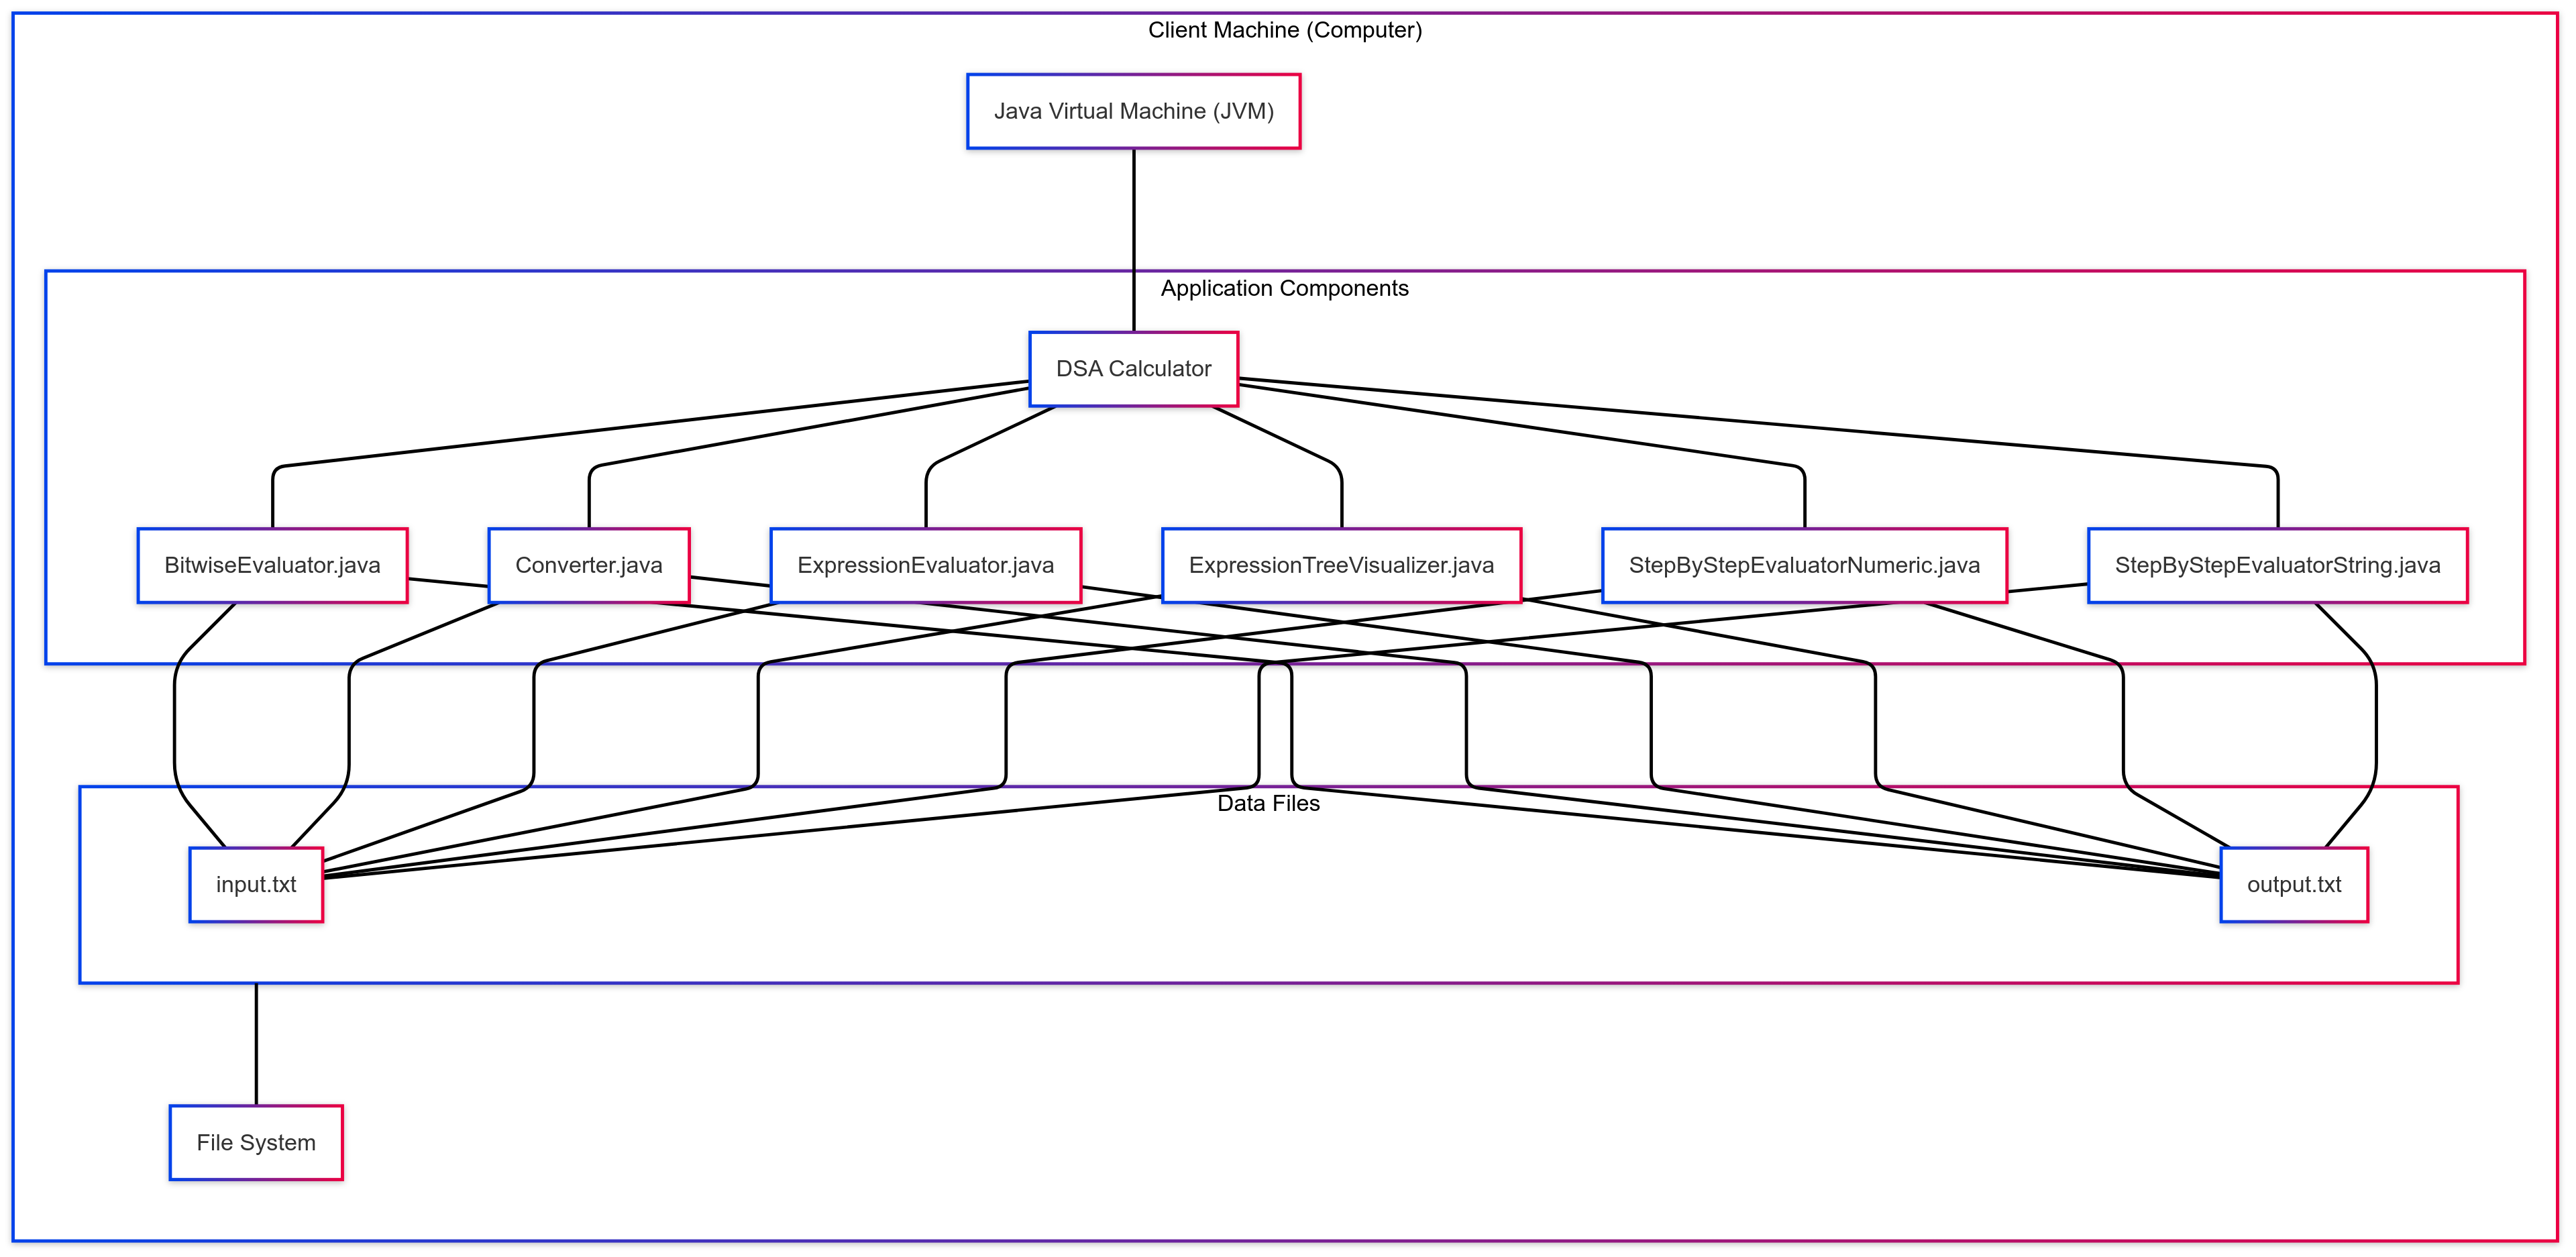 Client Machine (Computer)
Java Virtual Machine (JVM)
Application Components
DSA Calculator
BitwiseEvaluator.java
Converter.java
ExpressionEvaluator.java
ExpressionTreeVisualizer.java
StepByStepEvaluatorNumeric.java
StepByStepEvaluatorString.java
Data Files
input.txt
output.txt
File System